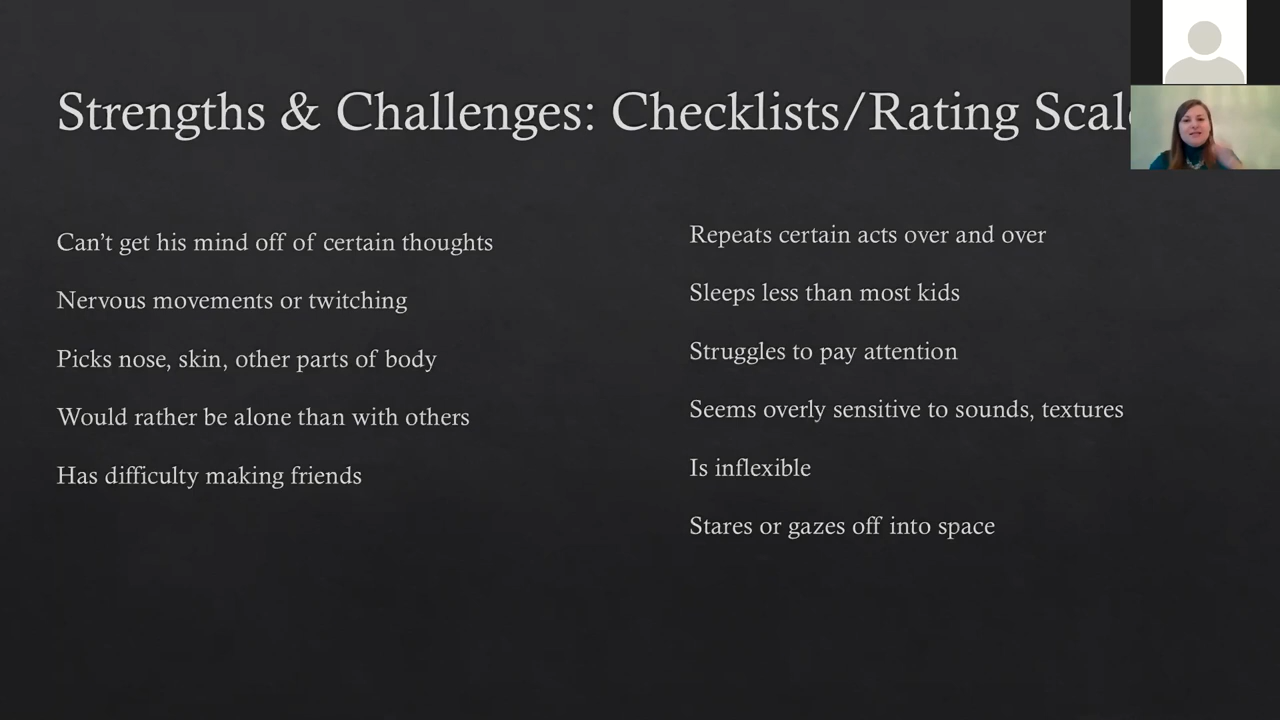 Strengths & Challenges: Checklists/Rating
Can’t get his mind off of certain thoughts
Nervous movements or twitching
Picks nose, skin, other parts of body
Would rather be alone than with others
Has difficulty making friends
Repeats certain acts over and over
Sleeps less than most kids
Struggles to pay attention
Seems overly sensitive to sounds, textures
Is inflexible
Stares or gazes off into space